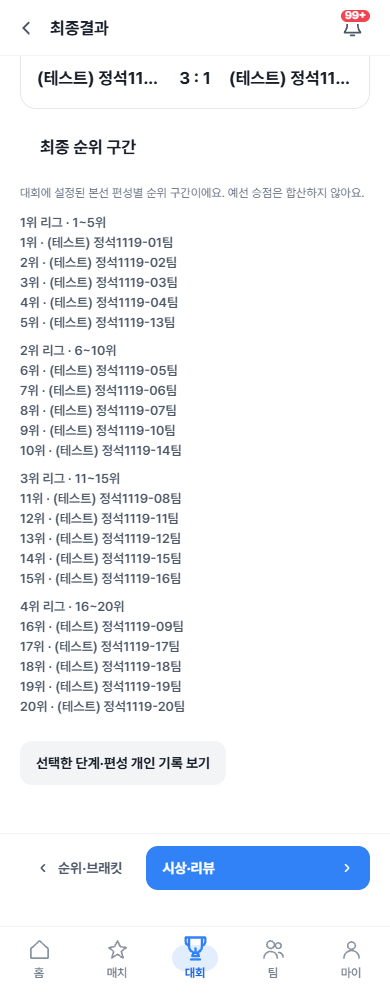 최종결과
99+
(테스트) 정석11... 3 : 1 (테스트) 정석11...
최종 순위 구간
대회에 설정된 본선 편성별 순위 구간이에요. 예선 승점은 합산하지 않아요.
1위 리그 · 1~5위
1위 · (테스트) 정석1119-01팀
2위 · (테스트) 정석1119-02팀
3위 · (테스트) 정석1119-03팀
4위 · (테스트) 정석1119-04팀
5위 · (테스트) 정석1119-13팀
2위 리그 · 6~10위
6위 · (테스트) 정석1119-05팀
7위 · (테스트) 정석1119-06팀
8위 · (테스트) 정석1119-07팀
9위 · (테스트) 정석1119-10팀
10위 · (테스트) 정석1119-14팀
3위 리그 · 11~15위
11위 · (테스트) 정석1119-08팀
12위 · (테스트) 정석1119-11팀
13위 · (테스트) 정석1119-12팀
14위 · (테스트) 정석1119-15팀
15위 · (테스트) 정석1119-16팀
4위 리그 · 16~20위
16위 · (테스트) 정석1119-09팀
17위 · (테스트) 정석1119-17팀
18위 · (테스트) 정석1119-18팀
19위 · (테스트) 정석1119-19팀
20위 · (테스트) 정석1119-20팀
선택한 단계·편성 개인 기록 보기
순위·브래킷
시상·리뷰
홈 매치 대회 팀 마이